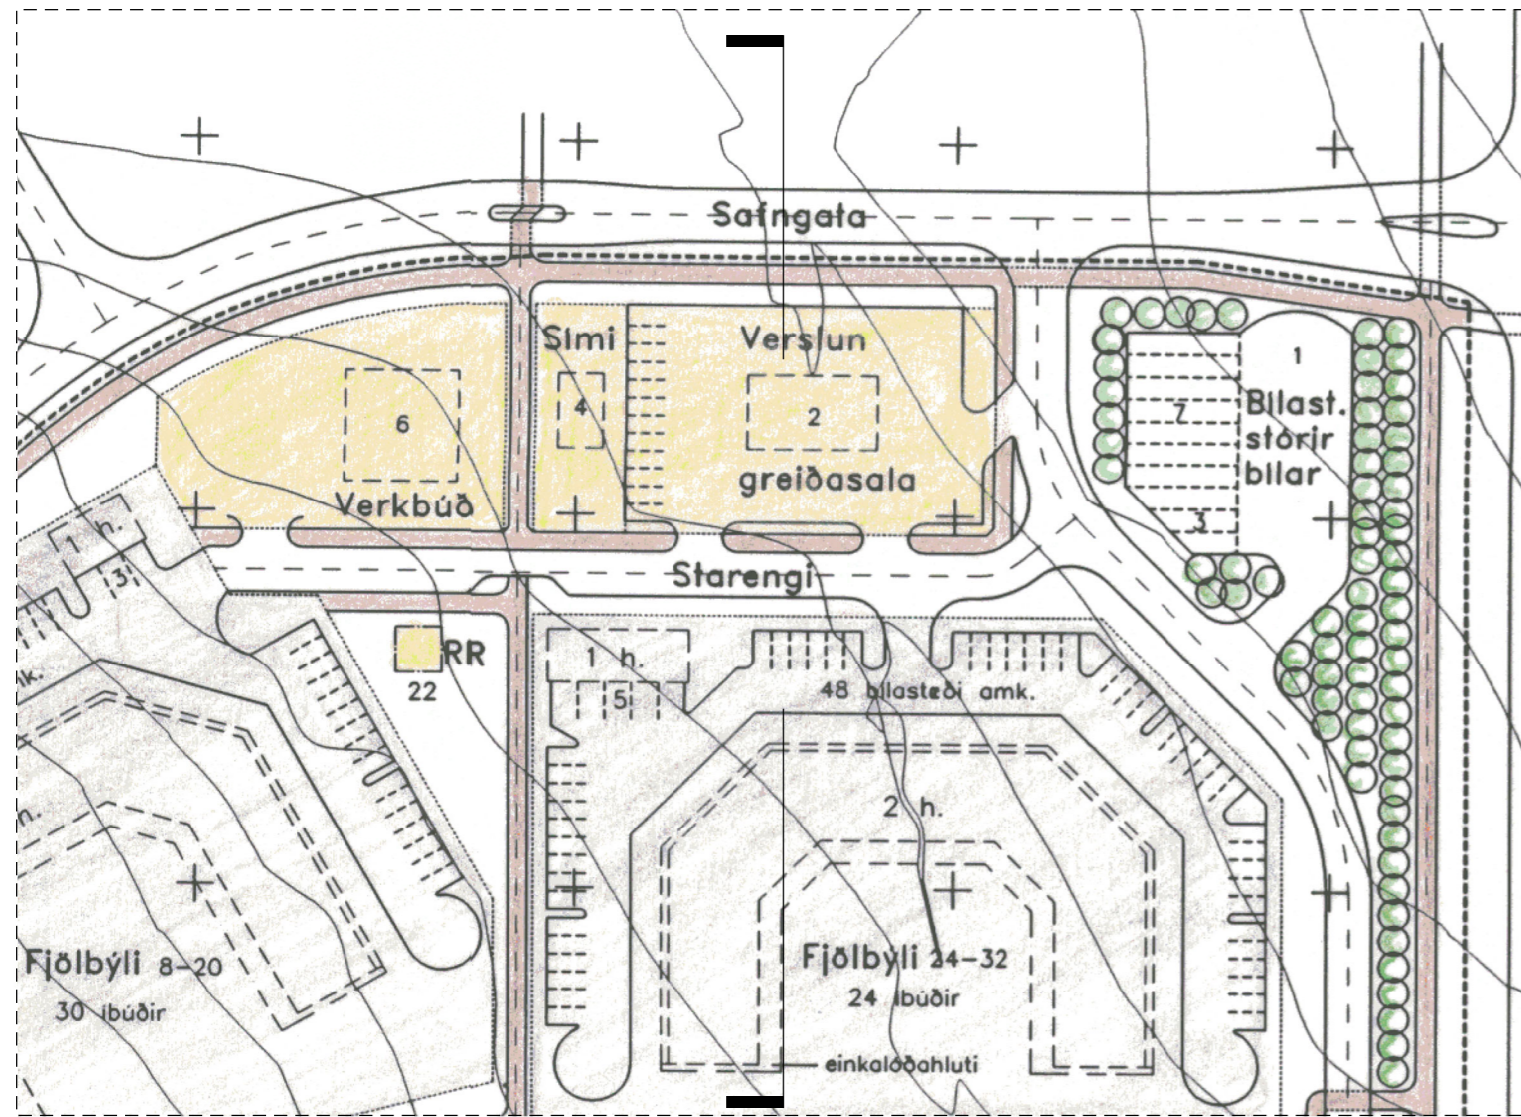 Safngata
Sími
Verslun
6
4
2
Verkbúð
greiðasala
1
Bílast.
stórir
bílar
7
3
Starengi
1 h.
3
RR
22
1 h.
5
48 bílastæði amk.
2 h.
Fjölbýli 8-20
30 íbúðir
Fjölbýli 24-32
24 íbúðir
einkalóðahluti